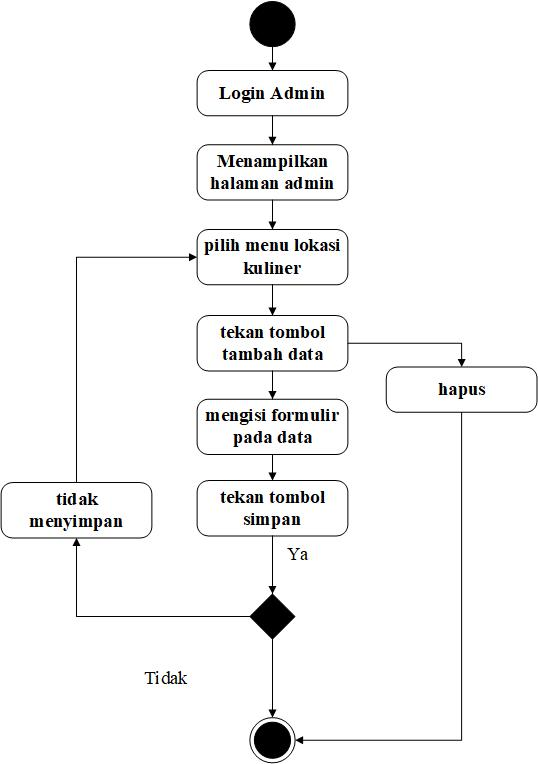 Login Admin
Menampilkan
halaman admin
pilih menu lokasi
kuliner
tekan tombol
tambah data
hapus
mengisi formulir
pada data
tekan tombol
simpan
tidak
menyimpan
Ya
Tidak